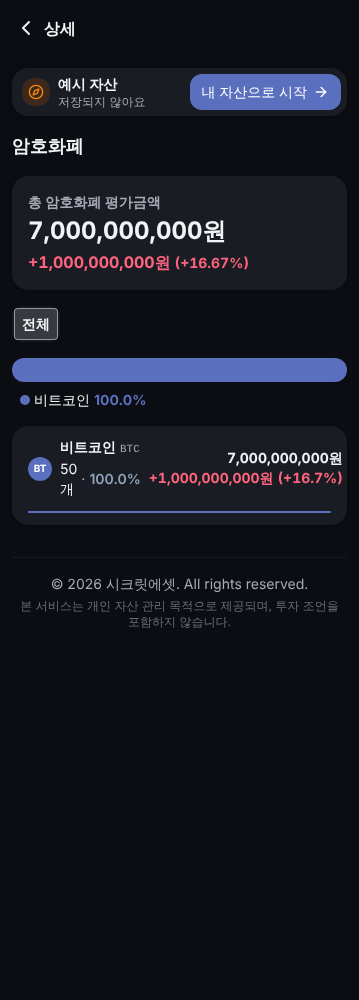 상세
예시 자산
저장되지 않아요
내 자산으로 시작
암호화폐
총 암호화폐 평가금액
7,000,000,000원
+1,000,000,000원 (+16.67%)
전체
비트코인 100.0%
BT
비트코인 BTC
50
개 · 100.0%
7,000,000,000원
+1,000,000,000원 (+16.7%)
© 2026 시크릿에셋. All rights reserved.
본 서비스는 개인 자산 관리 목적으로 제공되며, 투자 조언을
포함하지 않습니다.